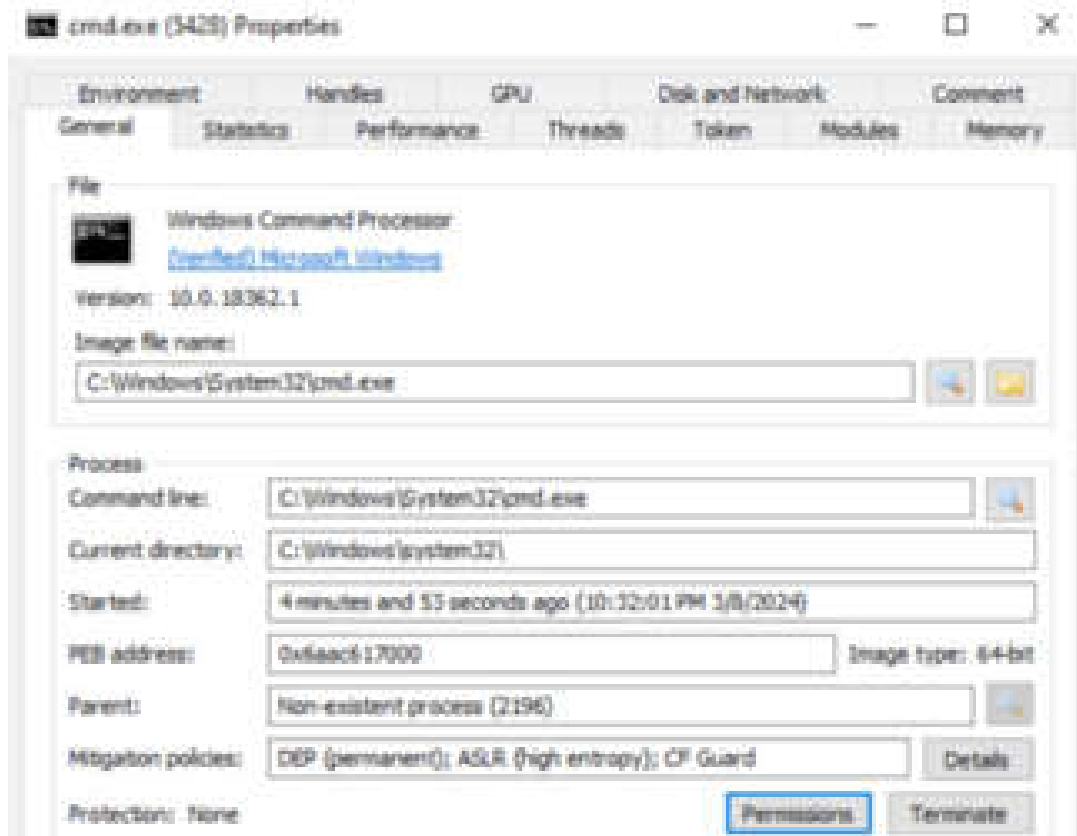 cmd.exe (5428) Properties
Environment Handles GPU Disk and Network Comment
General Statistics Performance Threads Token Modules Memory
File
Windows Command Processor
(Verified) Microsoft Windows
Version: 10.0.18362.1
Image file name:
C:\Windows\System32\cmd.exe
Process
Command line: C:\Windows\System32\cmd.exe
Current directory: C:\Windows\system32\
Started: 4 minutes and 53 seconds ago (10:32:01 PM 3/8/2024)
PEB address: 0x6aac617000 Image type: 64-bit
Parent: Non-existent process (2196)
Mitigation policies: DEP (permanent); ASLR (high entropy); CF Guard Details
Protection: None Permissions Terminate